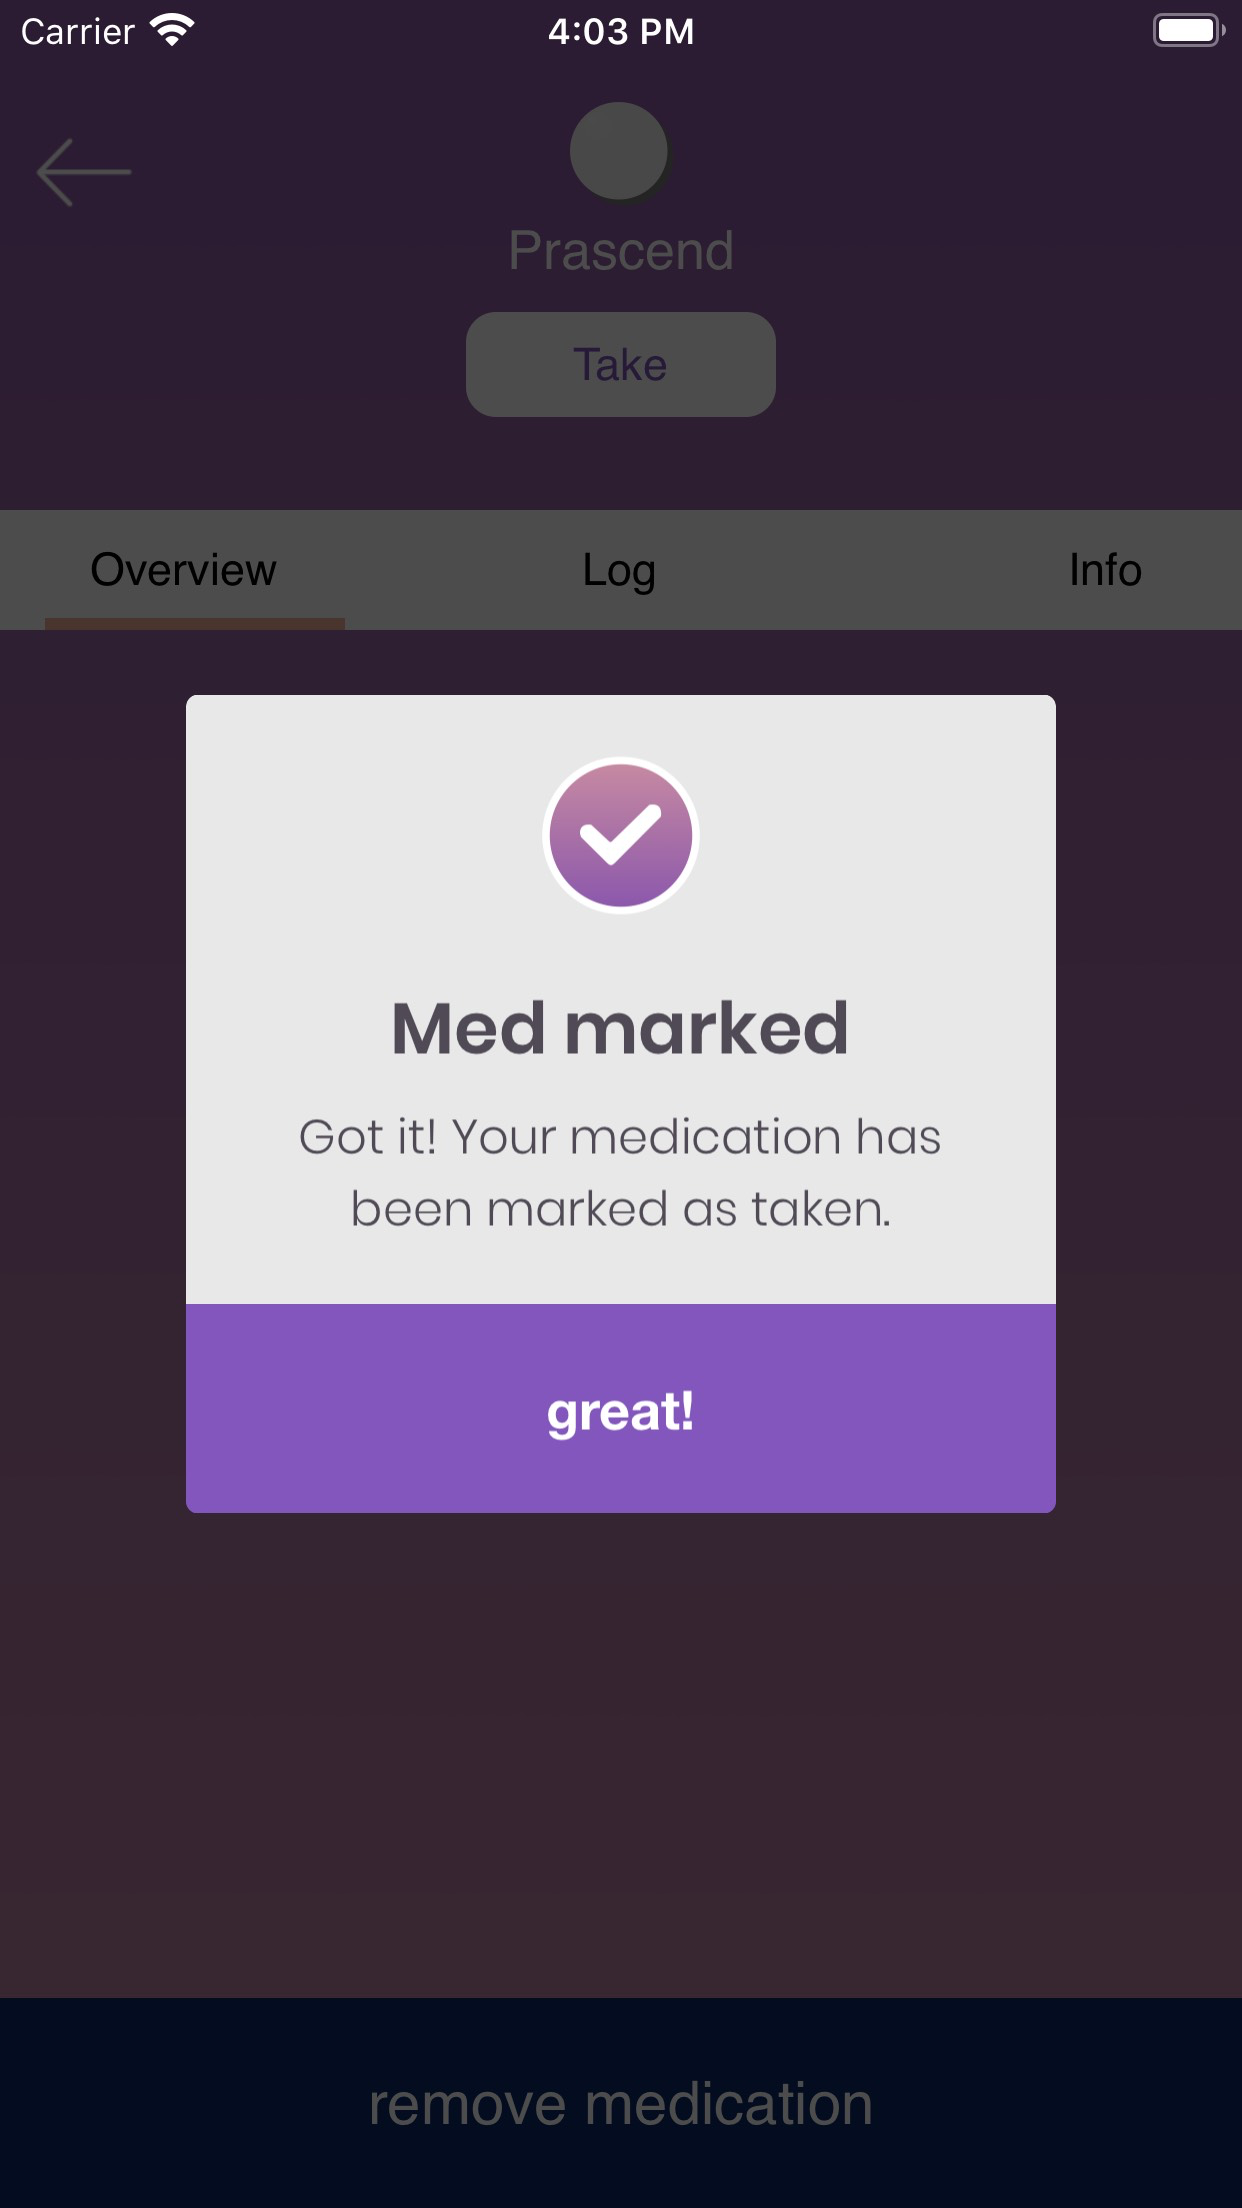 Carrier 4:03 PM
Prascend
Take
Overview Log Info
Med marked
Got it! Your medication has
been marked as taken.
great!
remove medication